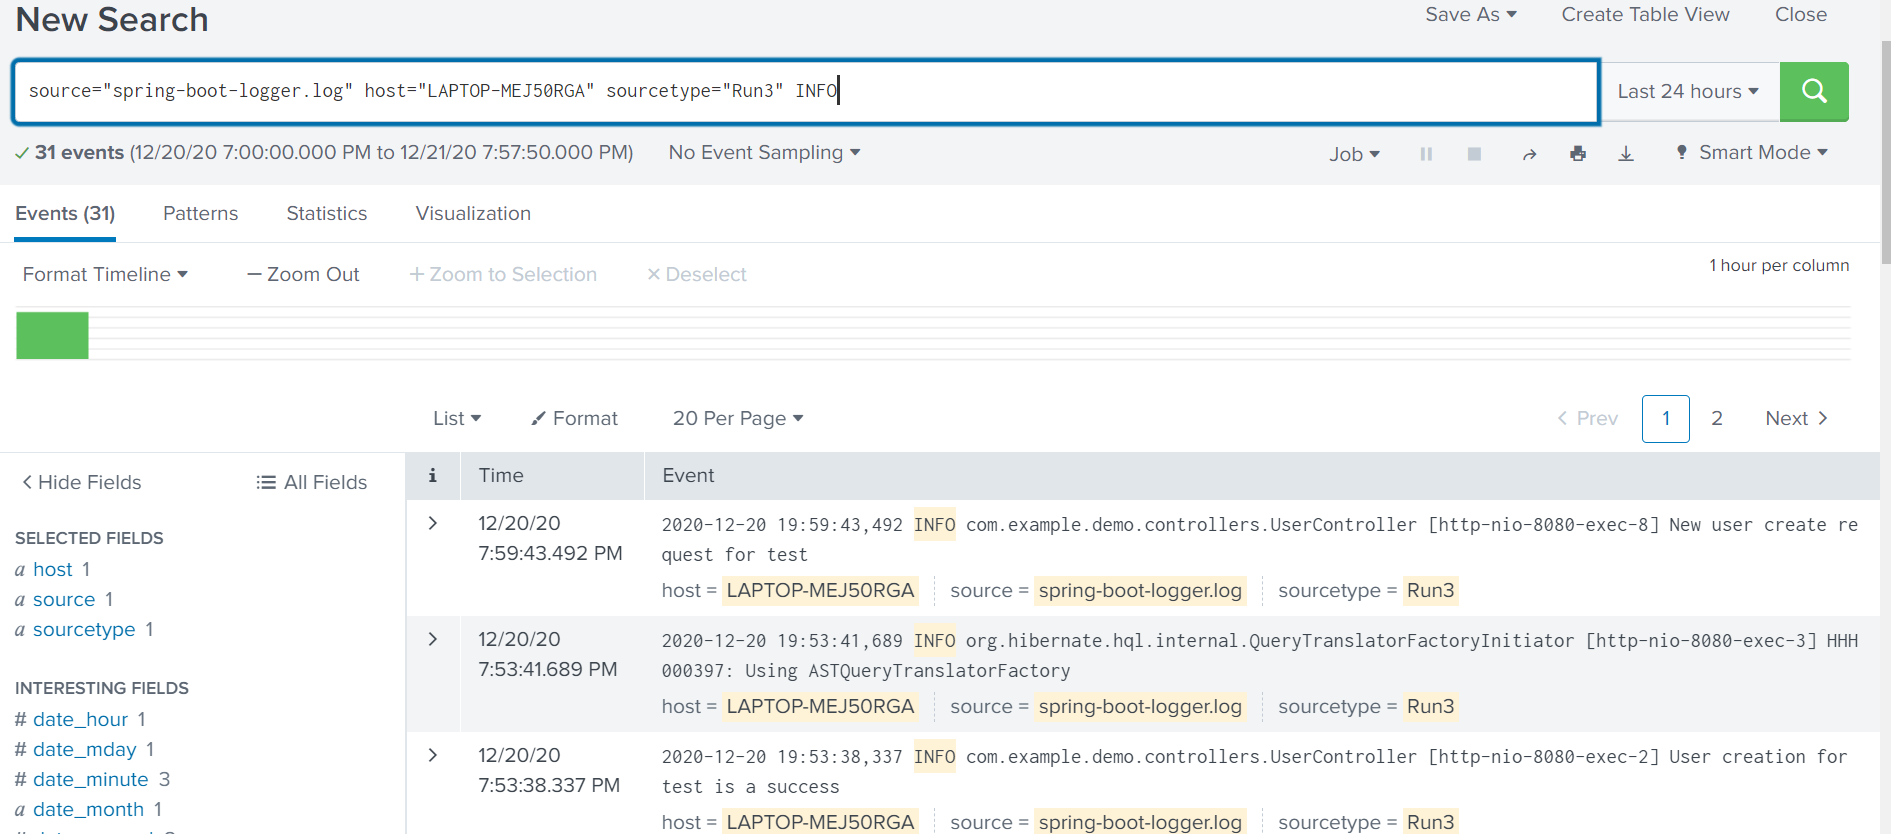 New Search
Save As
Create Table View
Close
source="spring-boot-logger.log" host="LAPTOP-MEJ50RGA" sourcetype="Run3" INFO
Last 24 hours
31 events (12/20/20 7:00:00.000 PM to 12/21/20 7:57:50.000 PM)
No Event Sampling
Job
Smart Mode
Events (31)
Patterns
Statistics
Visualization
Format Timeline
— Zoom Out
+ Zoom to Selection
× Deselect
1 hour per column
List
Format
20 Per Page
< Prev
1
2
Next >
< Hide Fields
All Fields
SELECTED FIELDS
a host 1
a source 1
a sourcetype 1
INTERESTING FIELDS
# date_hour 1
# date_mday 1
# date_minute 3
a date_month 1
i
Time
Event
12/20/20
7:59:43.492 PM
2020-12-20 19:59:43,492 INFO com.example.demo.controllers.UserController [http-nio-8080-exec-8] New user create re
quest for test
host = LAPTOP-MEJ50RGA source = spring-boot-logger.log sourcetype = Run3
12/20/20
7:53:41.689 PM
2020-12-20 19:53:41,689 INFO org.hibernate.hql.internal.QueryTranslatorFactoryInitiator [http-nio-8080-exec-3] HHH
000397: Using ASTQueryTranslatorFactory
host = LAPTOP-MEJ50RGA source = spring-boot-logger.log sourcetype = Run3
12/20/20
7:53:38.337 PM
2020-12-20 19:53:38,337 INFO com.example.demo.controllers.UserController [http-nio-8080-exec-2] User creation for
test is a success
host = LAPTOP-MEJ50RGA source = spring-boot-logger.log sourcetype = Run3